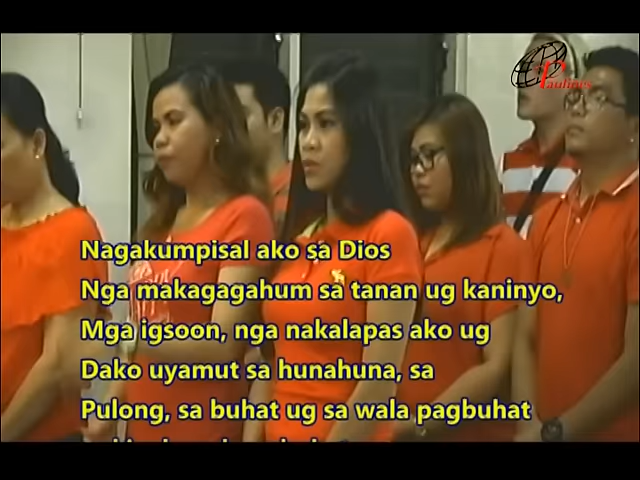 Paulines
Nagakumpisal ako sa Dios
Nga makagagahum sa tanan ug kaninyo,
Mga igsoon, nga nakalapas ako ug
Dako uyamut sa hunahuna, sa
Pulong, sa buhat ug sa wala pagbuhat